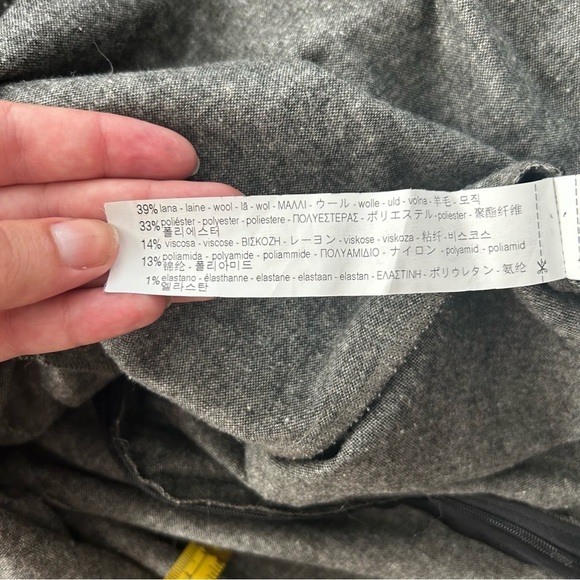 39% lana - laine - wool - lã - wol - ΜΑΛΛΙ - ウール - wolle - uld - volna - 羊毛 - 모직
33% poliéster - polyester - poliestere - ΠΟΛΥΕΣΤΕΡΑΣ - ポリエステル - poliester - 聚酯纤维
폴리에스터
14% viscosa - viscose - ΒΙΣΚΟΖΗ - レーヨン - viskose - viskoza - 粘纤 - 비스코스
13% poliamida - polyamide - poliammide - ΠΟΛΥΑΜΙΔΙΟ - ナイロン - polyamid - poliamid
锦纶 - 폴리아미드
1% elastano - élasthanne - elastane - elastaan - elastan - ΕΛΑΣΤΙΝΗ - ポリウレタン - 氨纶
엘라스탄